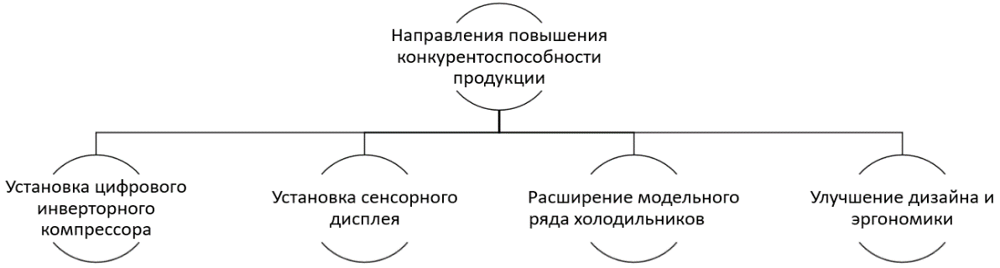 Направления повышения
конкурентоспособности
продукции
Установка цифрового
инверторного
компрессора
Установка сенсорного
дисплея
Расширение модельного
ряда холодильников
Улучшение дизайна и
эргономики